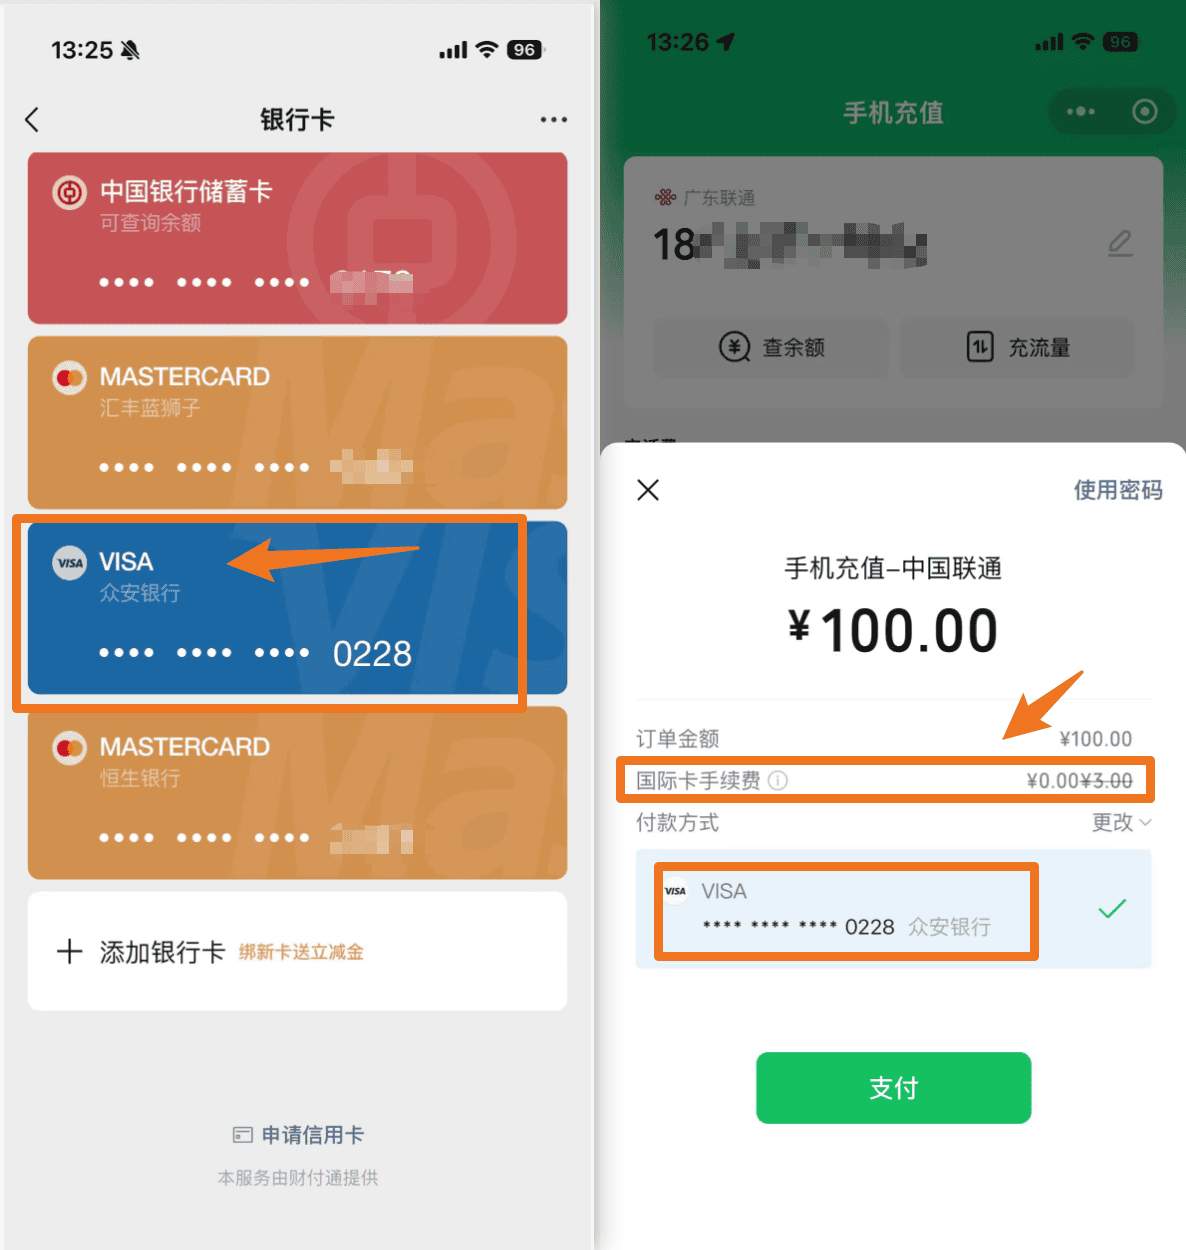 13:25
96
银行卡
中国银行储蓄卡
可查询余额
•••• •••• ••••
MASTERCARD
汇丰蓝狮子
•••• •••• ••••
VISA
VISA
众安银行
•••• •••• •••• 0228
MASTERCARD
恒生银行
•••• •••• ••••
添加银行卡 绑新卡送立减金
申请信用卡
本服务由财付通提供
13:26
96
手机充值
广东联通
18
查余额
充流量
使用密码
手机充值-中国联通
¥100.00
订单金额 ¥100.00
国际卡手续费 ¥0.00¥3.00
付款方式 更改
VISA VISA
**** **** **** 0228 众安银行
支付